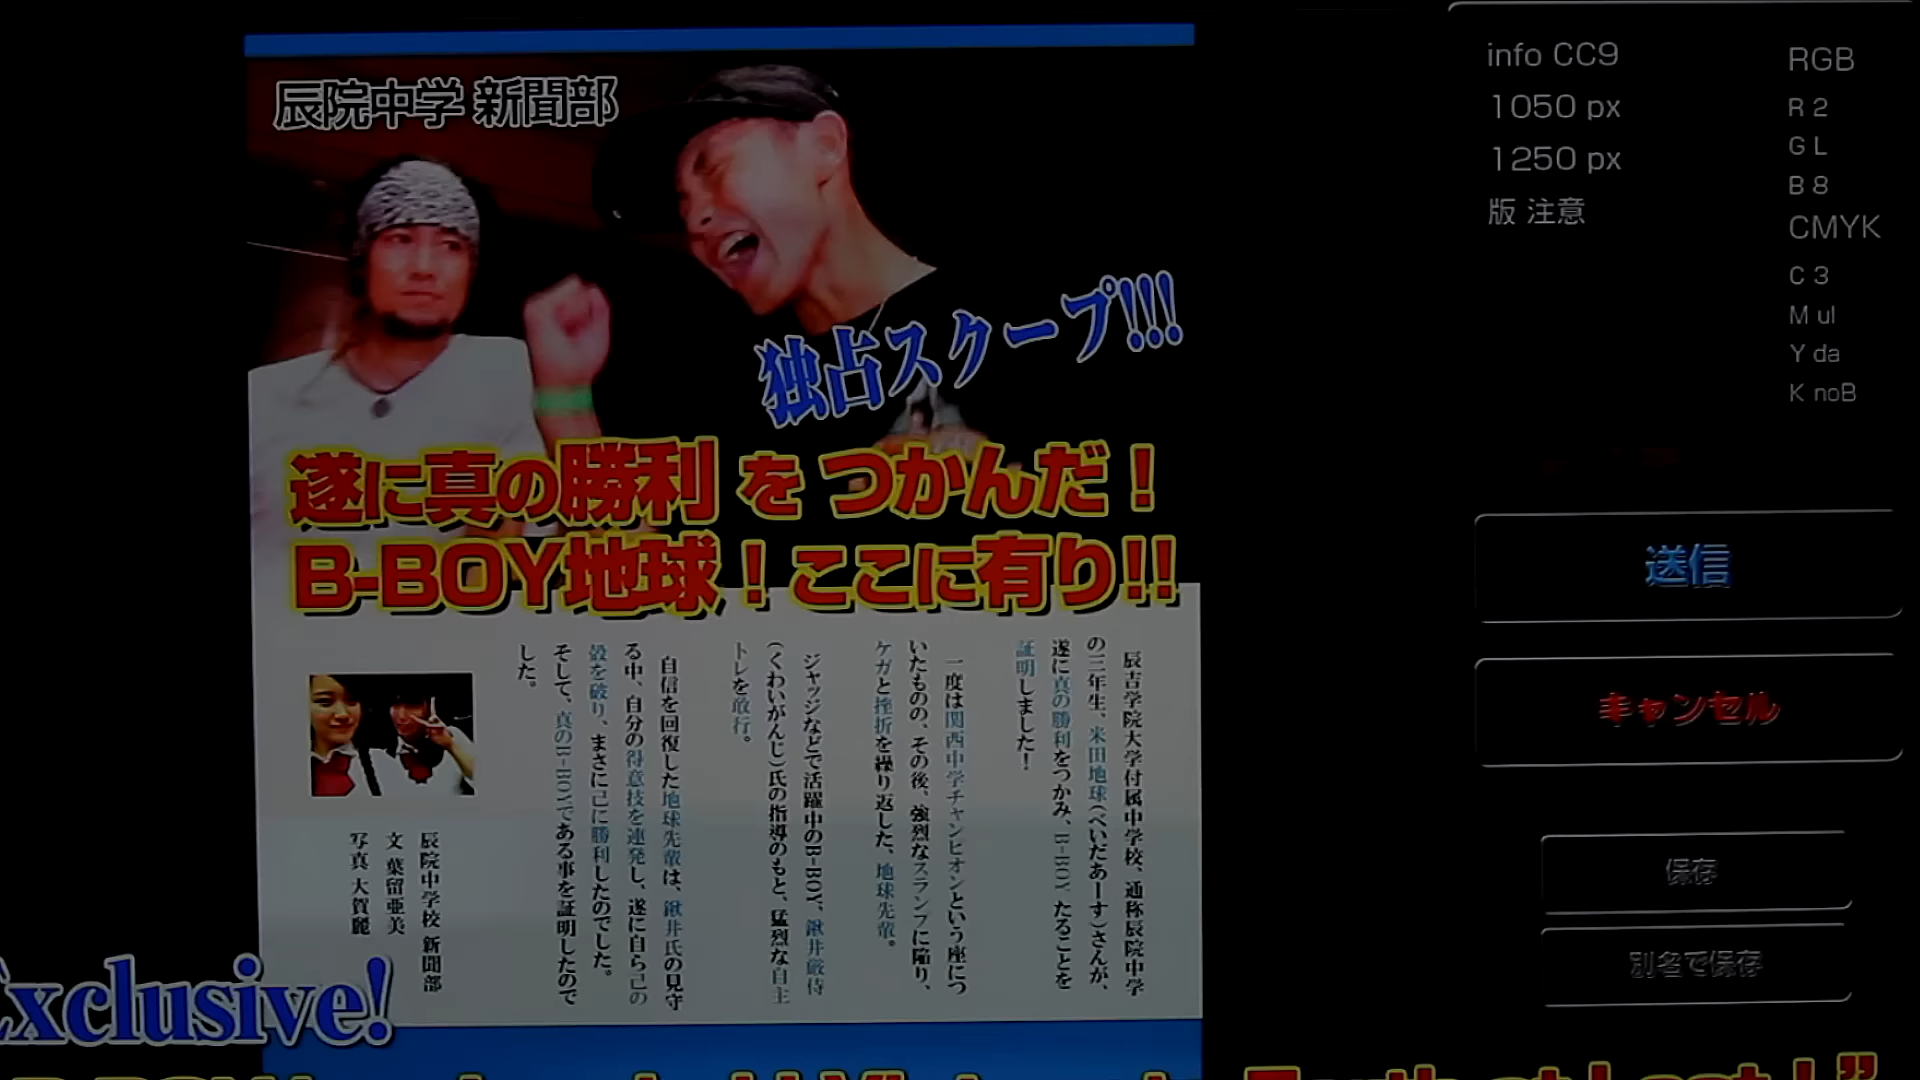 辰院中学 新聞部
独占スクープ!!!
遂に真の勝利 を つかんだ！
B-BOY地球！ここに有り!!
辰吉学院大学付属中学校、通称辰院中学
の三年生、米田地球(べいだあーす)さんが、
遂に真の勝利をつかみ、B-BOY たることを
証明しました！
一度は関西中学チャンピオンという座につ
いたものの、その後、強烈なスランプに陥り、
ケガと挫折を繰り返した、地球先輩。
ジャッジなどで活躍中のB-BOY、鍬井厳侍
(くわいがんじ)氏の指導のもと、猛烈な自主
トレを敢行。
自信を回復した地球先輩は、鍬井氏の見守
る中、自分の得意技を連発し、遂に自ら己の
殻を破り、まさに己に勝利したのでした。
そして、真のB-BOYである事を証明したので
した。
辰院中学校 新聞部
文 葉留亜美
写真 大賀麗
Exclusive!
info CC9
1050 px
1250 px
版 注意
RGB
R 2
G L
B 8
CMYK
C 3
M ul
Y da
K noB
送信
キャンセル
保存
別名で保存